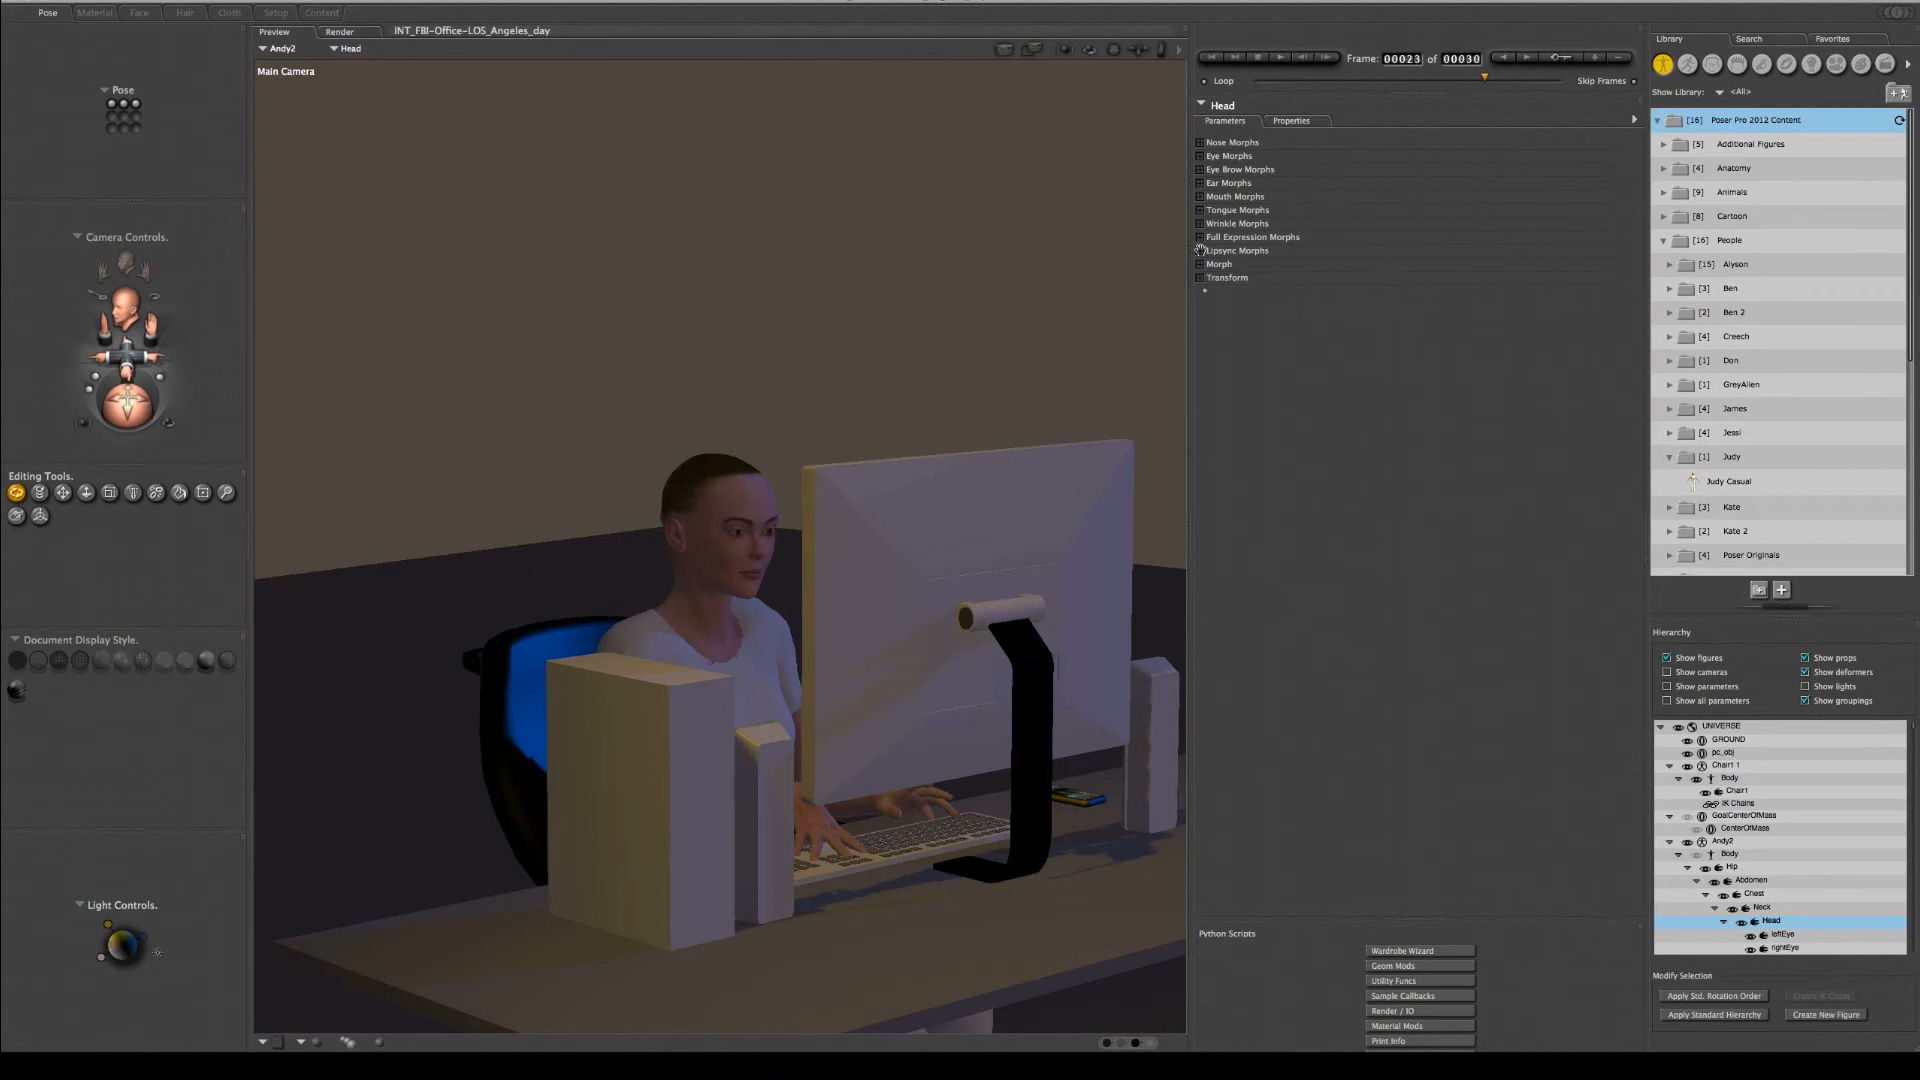 Pose
Material
Face
Hair
Cloth
Setup
Content
Pose
Camera Controls.
Editing Tools.
Document Display Style.
Light Controls.
Preview
Render
INT_FBI-Office-LOS_Angeles_day
Andy2
Head
Main Camera
Frame: 00023 of 00030
Loop
Skip Frames
Head
Parameters
Properties
Nose Morphs
Eye Morphs
Eye Brow Morphs
Ear Morphs
Mouth Morphs
Tongue Morphs
Wrinkle Morphs
Full Expression Morphs
Lipsync Morphs
Morph
Transform
Python Scripts
Wardrobe Wizard
Geom Mods
Utility Funcs
Sample Callbacks
Render / IO
Material Mods
Print Info
Library
Search
Favorites
Show Library: <All>
[16] Poser Pro 2012 Content
[5] Additional Figures
[4] Anatomy
[9] Animals
[8] Cartoon
[16] People
[15] Alyson
[3] Ben
[2] Ben 2
[4] Creech
[1] Don
[1] GreyAlien
[4] James
[4] Jessi
[1] Judy
Judy Casual
[3] Kate
[2] Kate 2
[4] Poser Originals
Hierarchy
Show figures
Show props
Show cameras
Show deformers
Show parameters
Show lights
Show all parameters
Show groupings
UNIVERSE
GROUND
pc_obj
Chair1 1
Body
Chair1
IK Chains
GoalCenterOfMass
CenterOfMass
Andy2
Body
Hip
Abdomen
Chest
Neck
Head
leftEye
rightEye
Modify Selection
Apply Std. Rotation Order
Create IK Chain
Apply Standard Hierarchy
Create New Figure